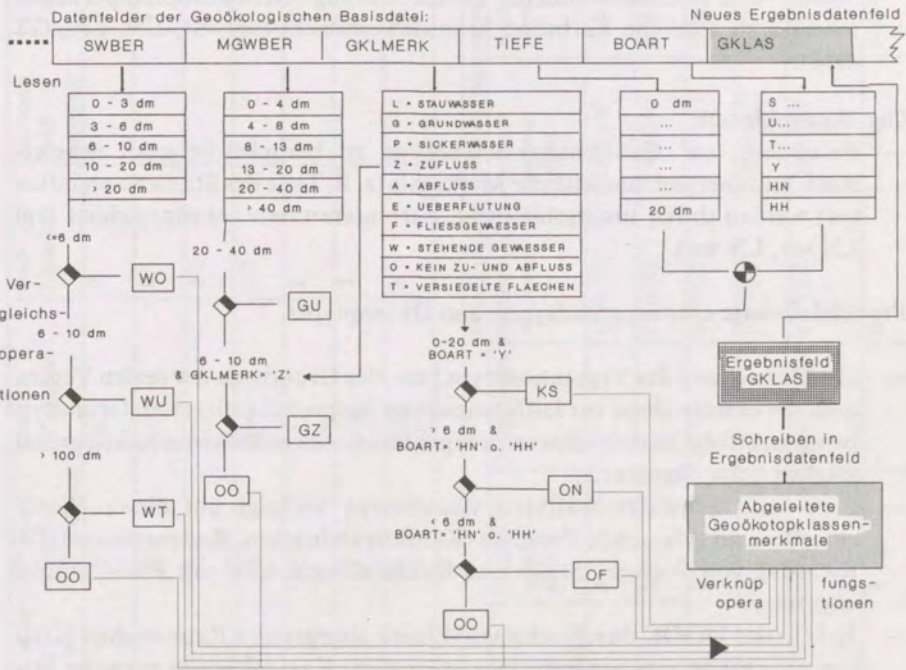 Datenfelder der Geoökologischen Basisdatei:
Neues Ergebnisdatenfeld
SWBER MGWBER GKLMERK TIEFE BOART GKLAS
Lesen
0 - 3 dm
3 - 6 dm
6 - 10 dm
10 - 20 dm
> 20 dm
0 - 4 dm
4 - 8 dm
8 - 13 dm
13 - 20 dm
20 - 40 dm
> 40 dm
L = STAUWASSER
G = GRUNDWASSER
P = SICKERWASSER
Z = ZUFLUSS
A = ABFLUSS
E = UEBERFLUTUNG
F = FLIESSGEWAESSER
W = STEHENDE GEWAESSER
O = KEIN ZU- UND ABFLUSS
T = VERSIEGELTE FLAECHEN
0 dm
...
...
...
...
20 dm
S ...
U...
T...
Y
HN
HH
Ver-
gleichs-
opera-
tionen
<=6 dm
WO
6 - 10 dm
WU
> 100 dm
WT
OO
20 - 40 dm
GU
6 - 10 dm
& GKLMERK='Z'
GZ
OO
0-20 dm &
BOART = 'Y'
KS
> 6 dm &
BOART= 'HN' o. 'HH'
ON
< 6 dm &
BOART= 'HN' o. 'HH'
OF
OO
Ergebnisfeld
GKLAS
Schreiben in
Ergebnisdatenfeld
Abgeleitete
Geoökotopklassen-
merkmale
Verknüp fungs-
opera tionen